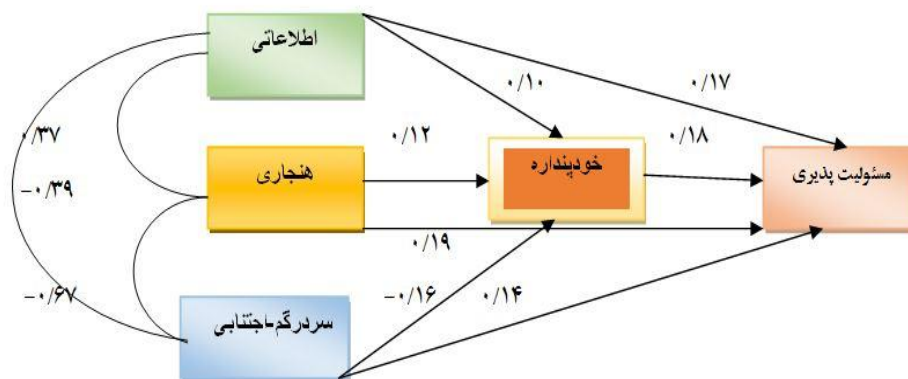 اطلاعاتی
۰/۱۷
۰/۱۰
۰/۳۷
۰/۱۲
۰/۱۸
هنجاری
خودپنداره
مسئولیت پذیری
-۰/۳۹
۰/۱۹
-۰/۶۷
-۰/۱۶
۰/۱۴
سردرگم-اجتنابی